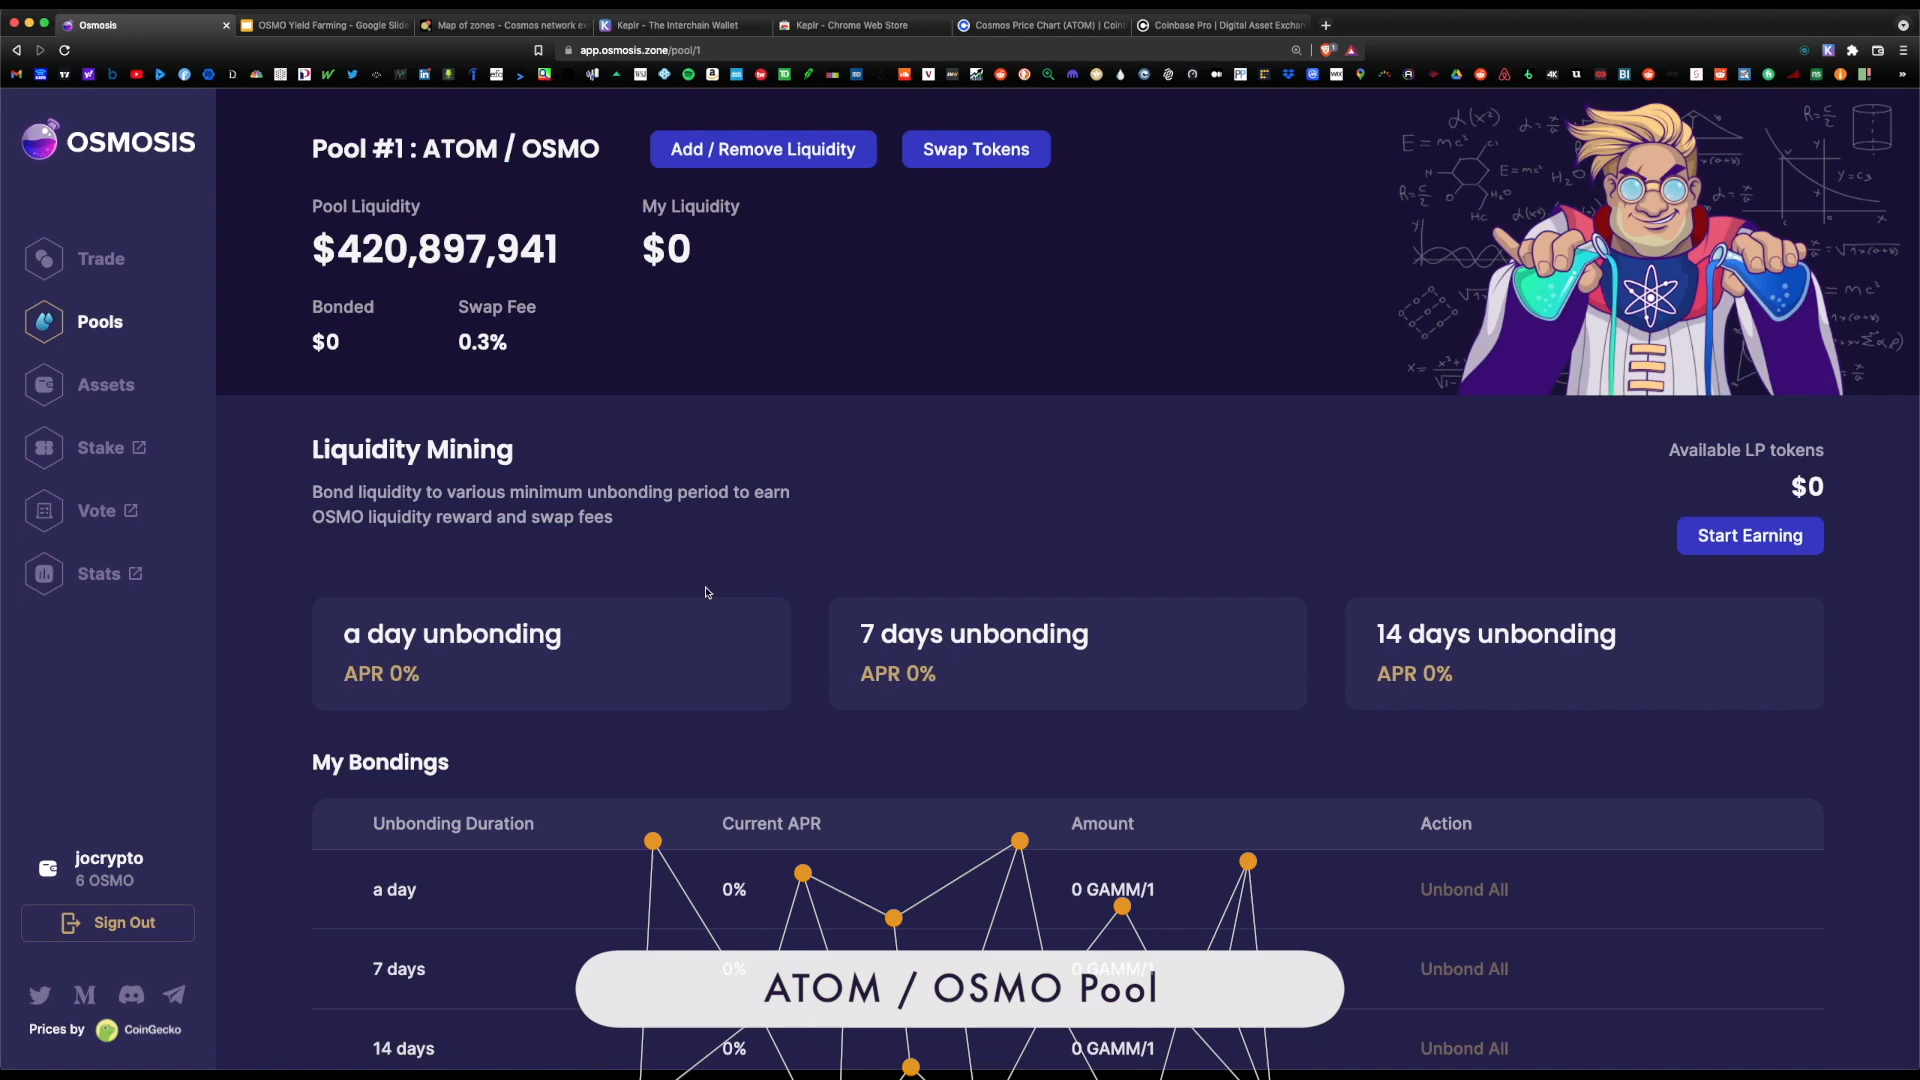 Osmosis
OSMO Yield Farming - Google Slide
Map of zones - Cosmos network e
Keplr - The Interchain Wallet
Keplr - Chrome Web Store
Cosmos Price Chart (ATOM) | Coin
Coinbase Pro | Digital Asset Exchan
app.osmosis.zone/pool/1
OSMOSIS
Trade
Pools
Assets
Stake
Vote
Stats
jocrypto
6 OSMO
Sign Out
Prices by CoinGecko
Pool #1 : ATOM / OSMO
Add / Remove Liquidity
Swap Tokens
Pool Liquidity
My Liquidity
$420,897,941
$0
Bonded
Swap Fee
$0
0.3%
Liquidity Mining
Bond liquidity to various minimum unbonding period to earn
OSMO liquidity reward and swap fees
Available LP tokens
$0
Start Earning
a day unbonding
APR 0%
7 days unbonding
APR 0%
14 days unbonding
APR 0%
My Bondings
Unbonding Duration Current APR Amount Action
a day 0% 0 GAMM/1 Unbond All
7 days 0% 0 GAMM/1 Unbond All
ATOM / OSMO Pool
14 days 0% 0 GAMM/1 Unbond All